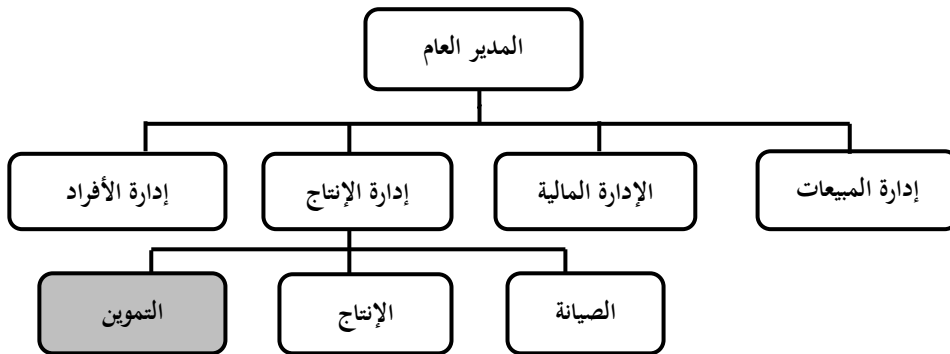 المدير العام
إدارة المبيعات
الإدارة المالية
إدارة الإنتاج
إدارة الأفراد
الصيانة
الإنتاج
التموين